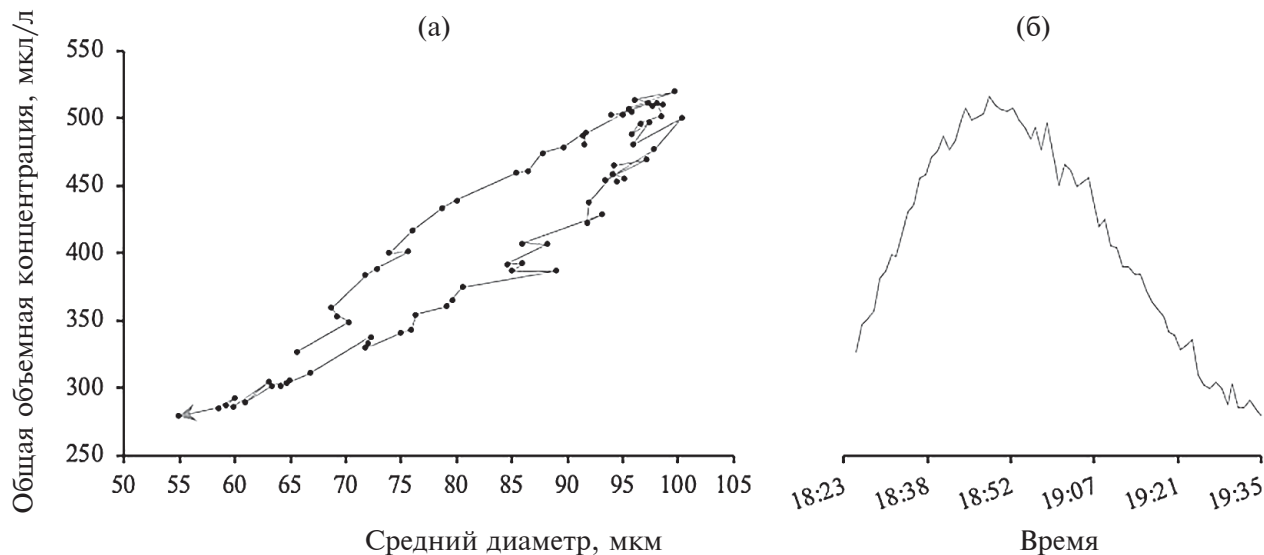 (а)
(б)
Общая объемная концентрация, мкл/л
550
500
450
400
350
300
250
50 55 60 65 70 75 80 85 90 95 100 105
18:23 18:38 18:52 19:07 19:21 19:35
Средний диаметр, мкм
Время